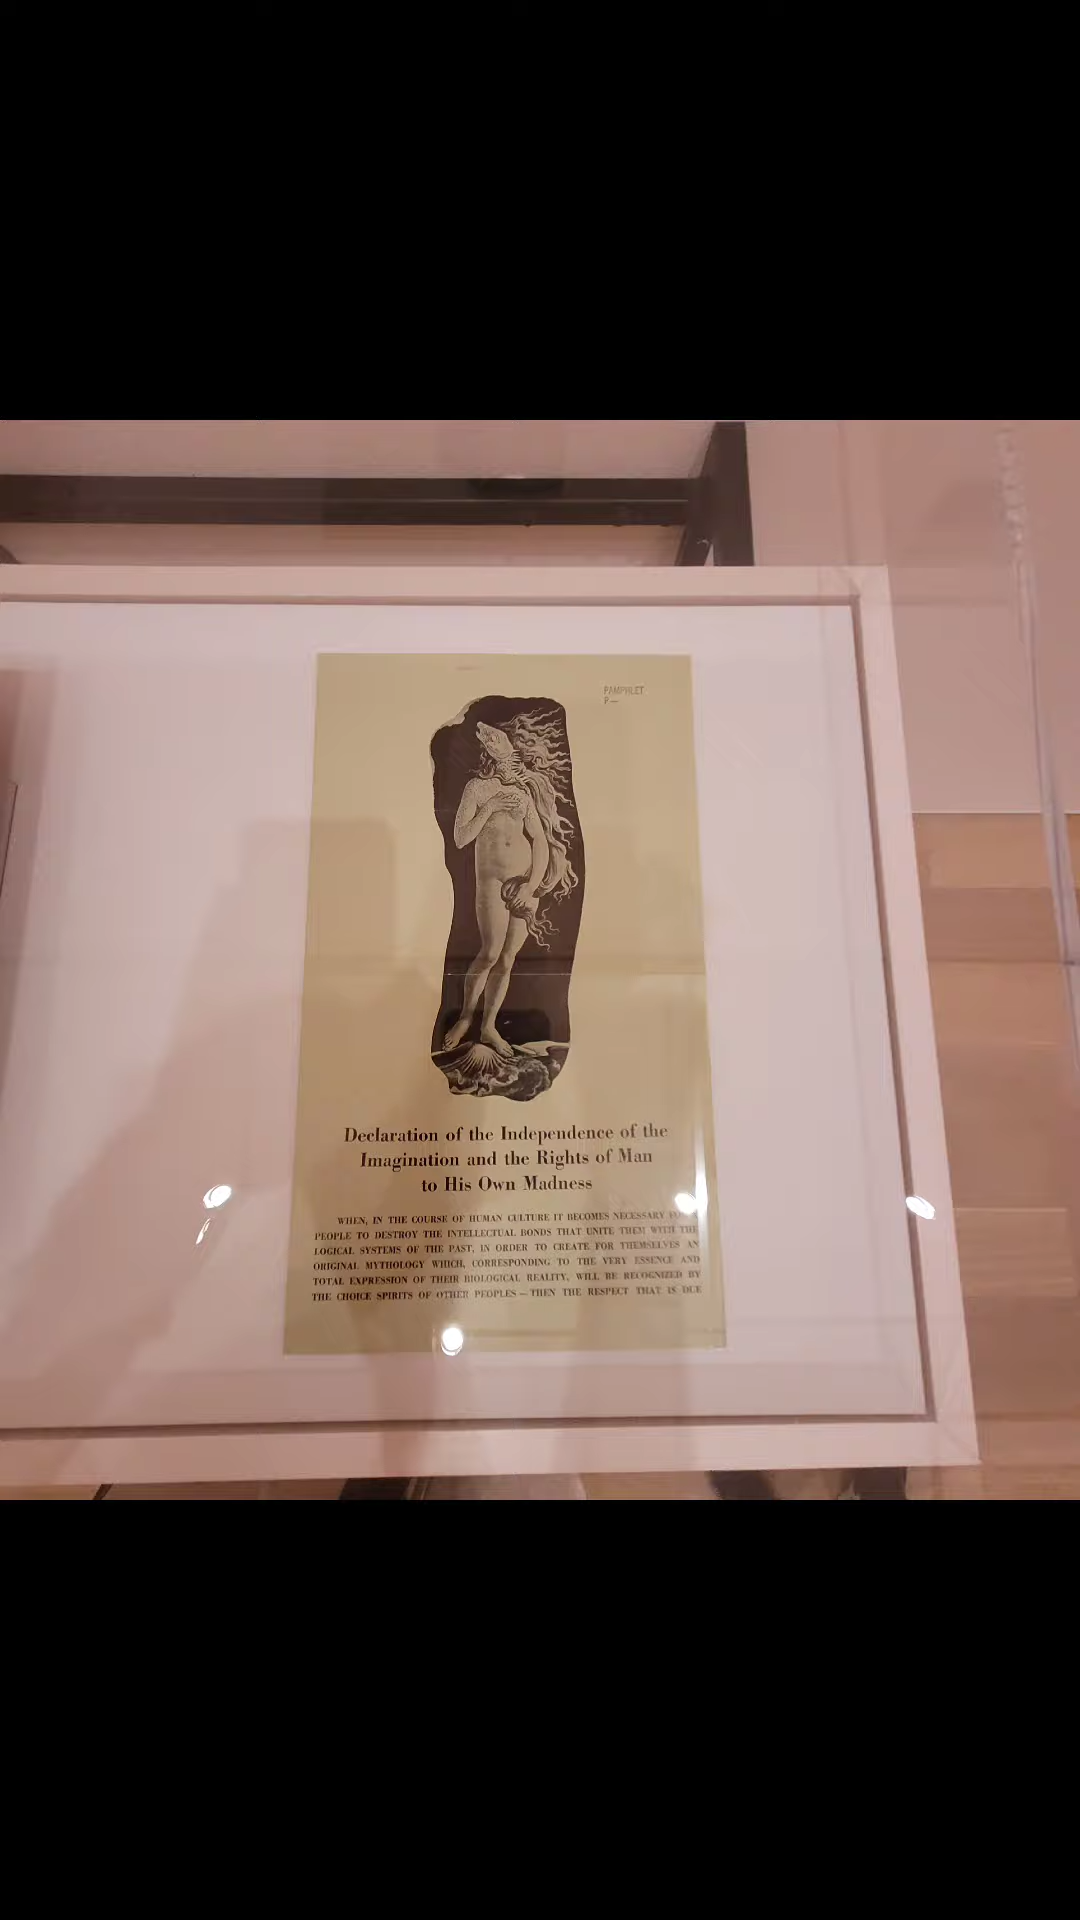 PAMPHLET
P—
Declaration of the Independence of the
Imagination and the Rights of Man
to His Own Madness
WHEN, IN THE COURSE OF HUMAN CULTURE IT BECOMES NECESSARY FOR A
PEOPLE TO DESTROY THE INTELLECTUAL BONDS THAT UNITE THEM WITH THE
LOGICAL SYSTEMS OF THE PAST, IN ORDER TO CREATE FOR THEMSELVES AN
ORIGINAL MYTHOLOGY WHICH, CORRESPONDING TO THE VERY ESSENCE AND
TOTAL EXPRESSION OF THEIR BIOLOGICAL REALITY, WILL BE RECOGNIZED BY
THE CHOICE SPIRITS OF OTHER PEOPLES — THEN THE RESPECT THAT IS DUE